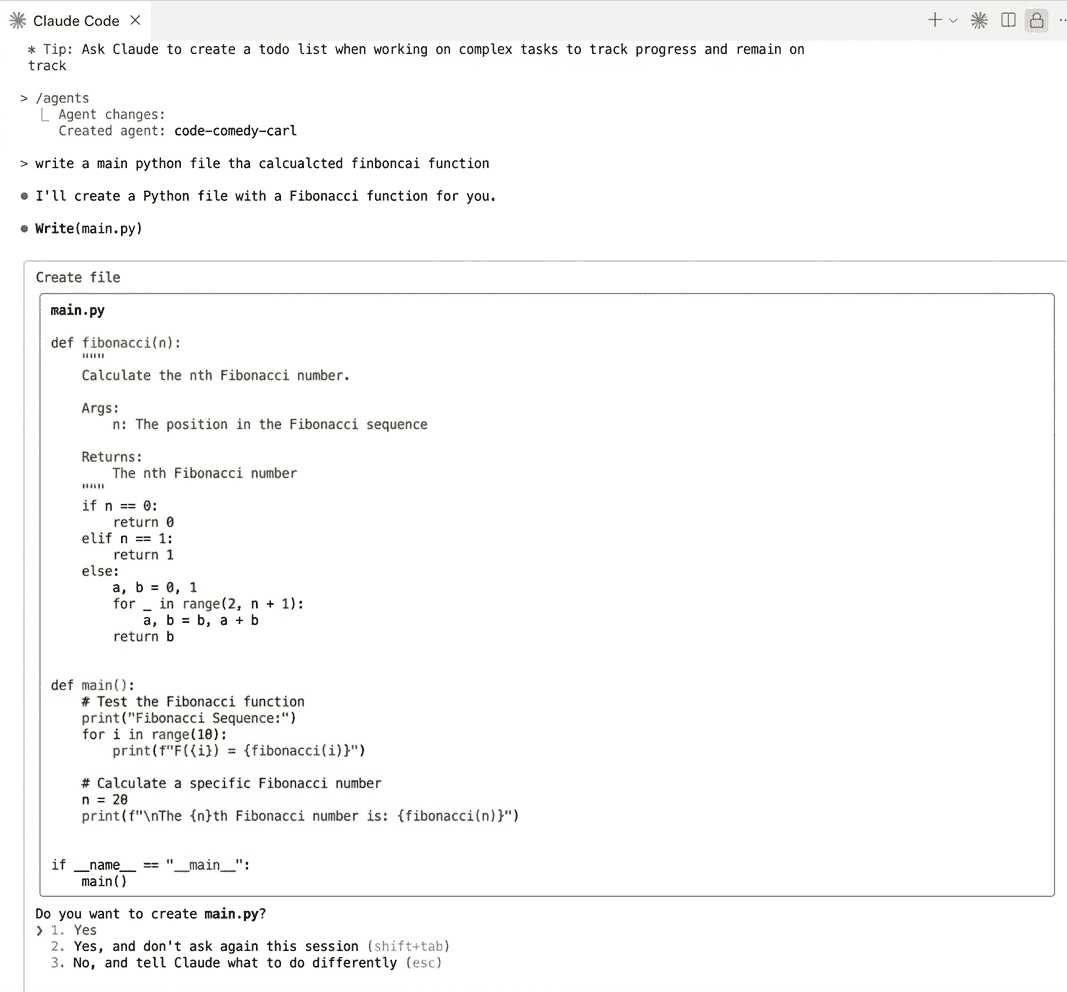 Claude Code
* Tip: Ask Claude to create a todo list when working on complex tasks to track progress and remain on
track
> /agents
Agent changes:
Created agent: code-comedy-carl
> write a main python file tha calcualcted finboncai function
● I'll create a Python file with a Fibonacci function for you.
● Write(main.py)
Create file
main.py
def fibonacci(n):
    """
    Calculate the nth Fibonacci number.
    Args:
        n: The position in the Fibonacci sequence
    Returns:
        The nth Fibonacci number
    """
    if n == 0:
        return 0
    elif n == 1:
        return 1
    else:
        a, b = 0, 1
        for _ in range(2, n + 1):
            a, b = b, a + b
        return b
def main():
    # Test the Fibonacci function
    print("Fibonacci Sequence:")
    for i in range(10):
        print(f"F({i}) = {fibonacci(i)}")
    # Calculate a specific Fibonacci number
    n = 20
    print(f"\nThe {n}th Fibonacci number is: {fibonacci(n)}")
if __name__ == "__main__":
    main()
Do you want to create main.py?
❯ 1. Yes
2. Yes, and don't ask again this session (shift+tab)
3. No, and tell Claude what to do differently (esc)